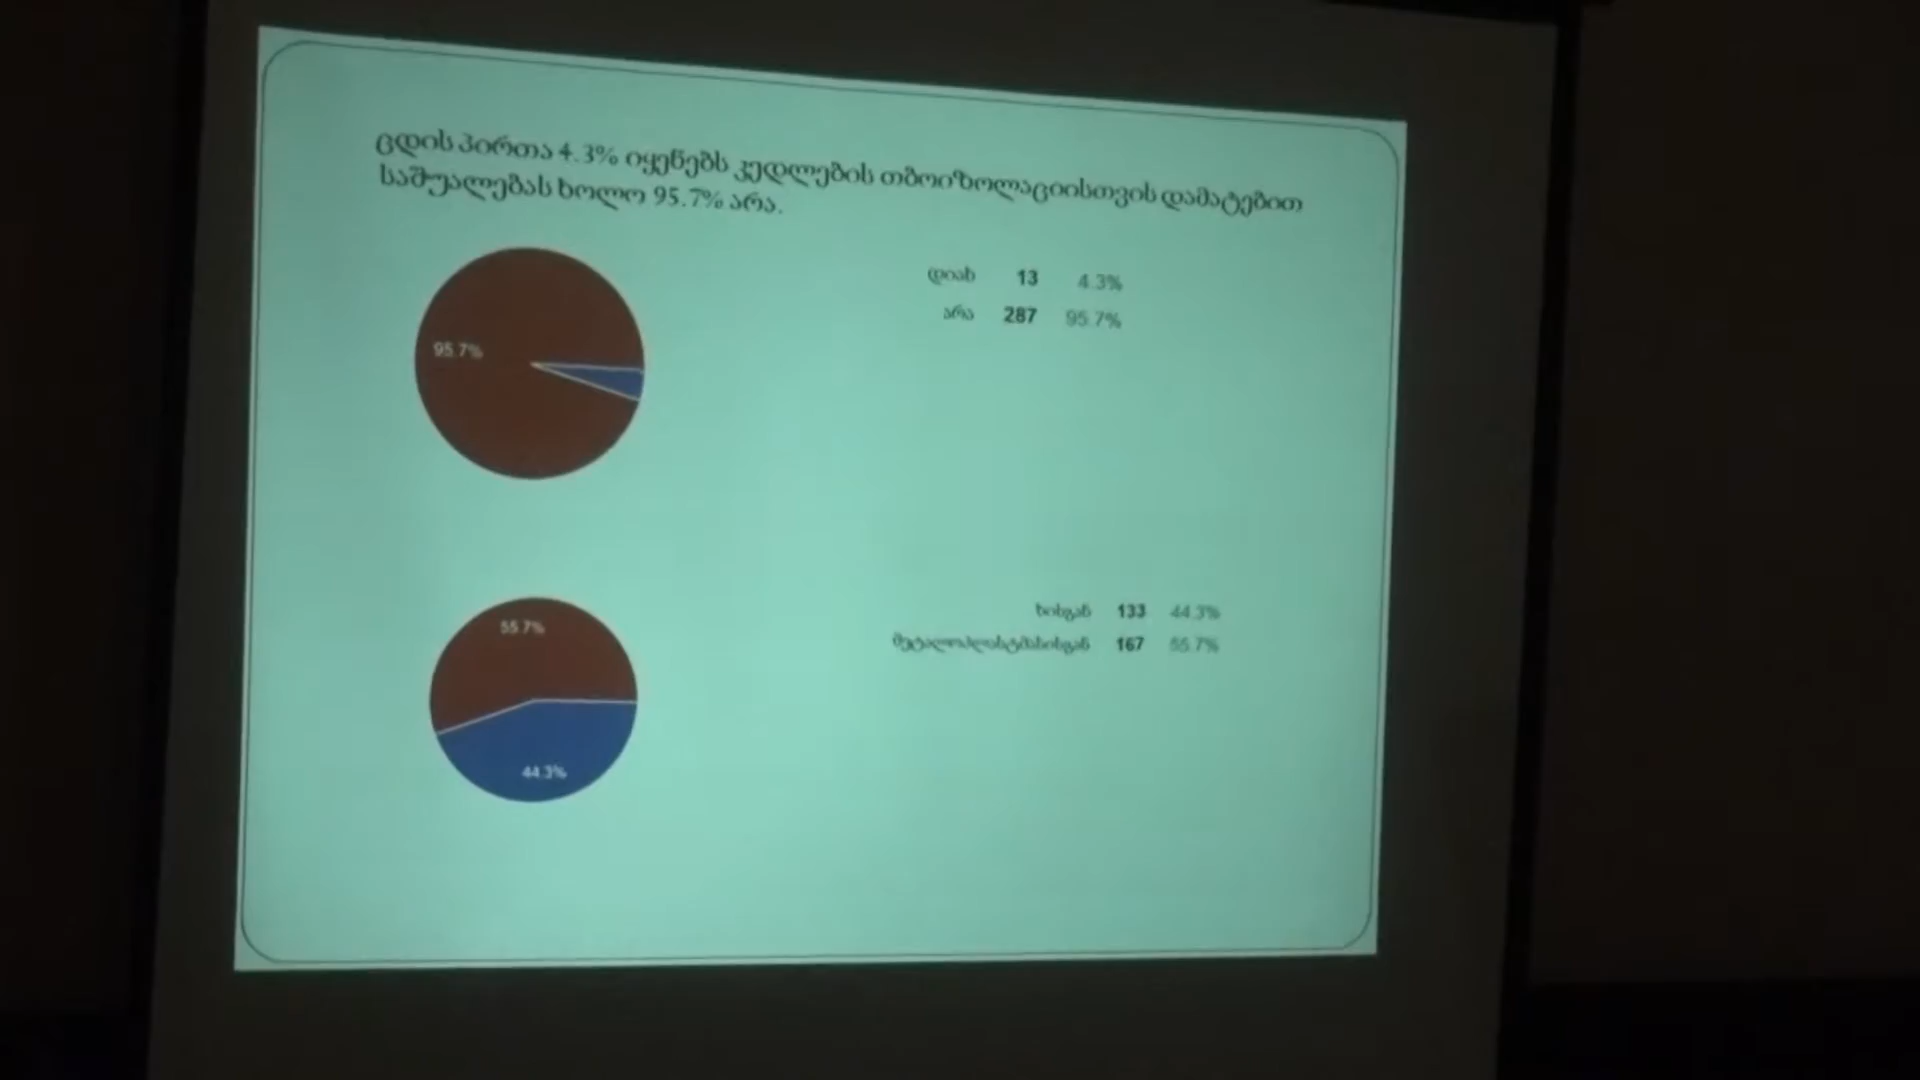 ცდის პირთა 4.3% იყენებს კედლების თბოიზოლაციისთვის დამატებით
საშუალებას ხოლო 95.7% არა.
95.7%
დიახ 13 4.3%
არა 287 95.7%
55.7%
44.3%
ხისგან 133 44.3%
მეტალოპლასტმასისგან 167 55.7%